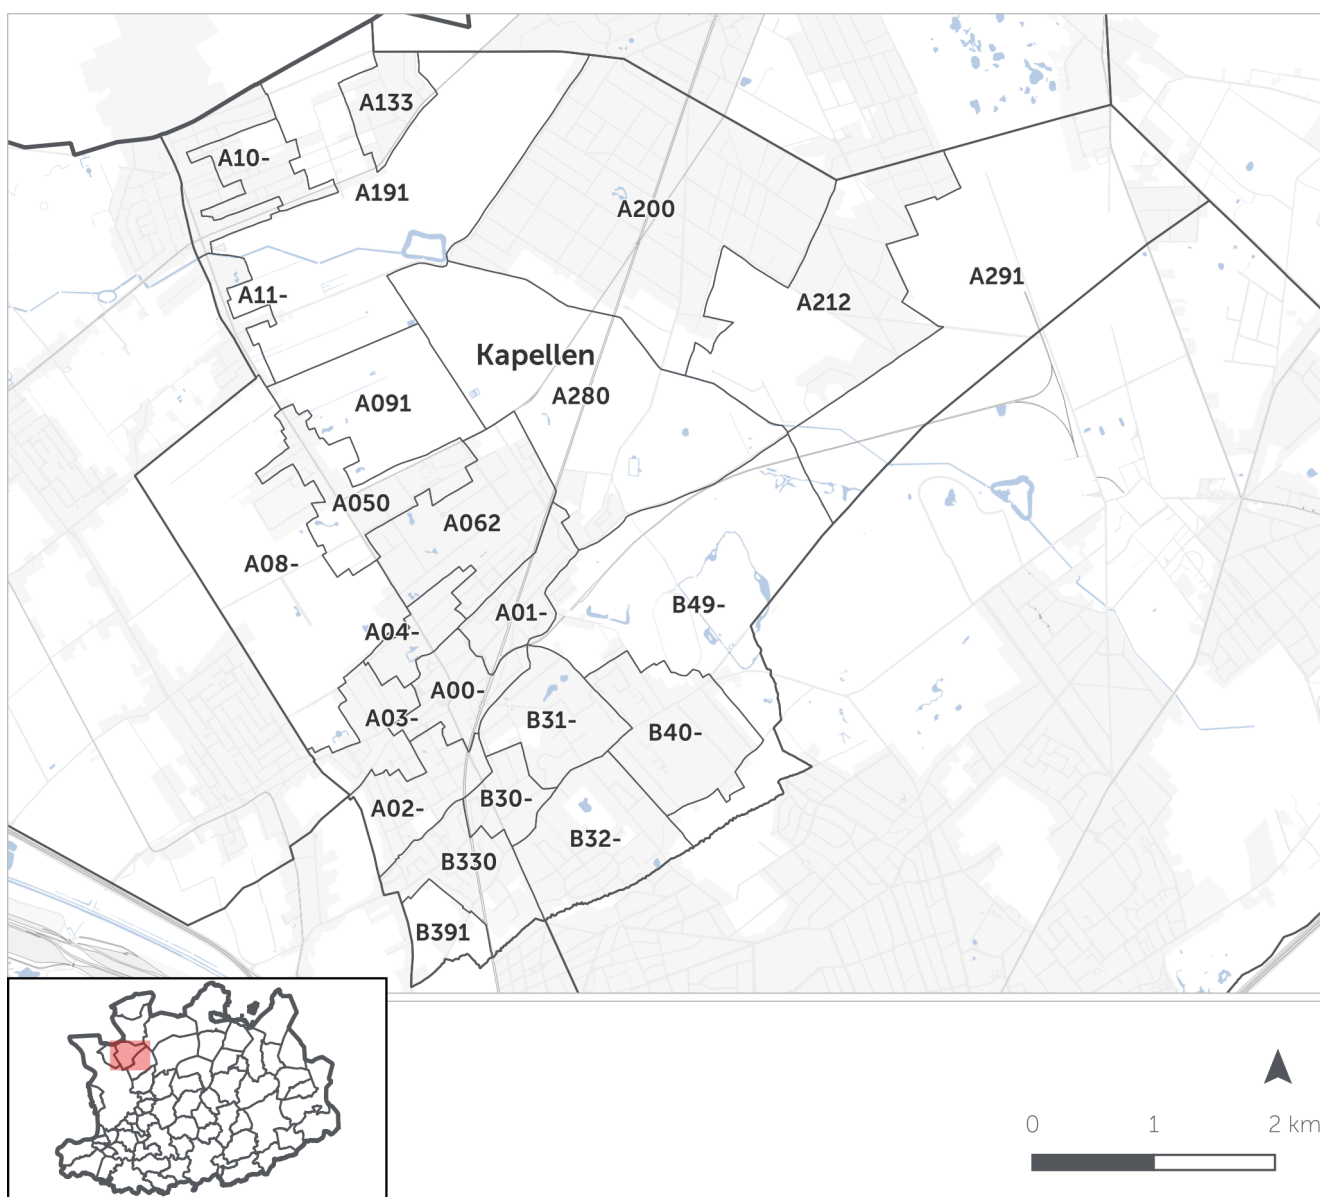 A133
A10-
A191
A200
A11-
A291
A212
Kapellen
A280
A091
A050
A062
A08-
B49-
A01-
A04-
A00-
A03-
B31-
B40-
B30-
A02-
B32-
B330
B391
0 1 2 km